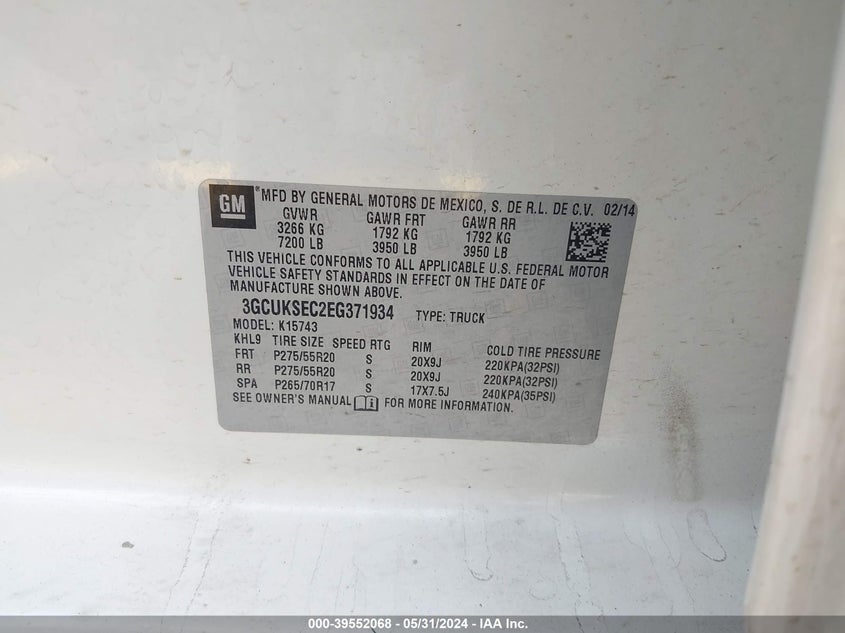 GM ® MFD BY GENERAL MOTORS DE MEXICO, S. DE R.L. DE C.V. 02/14
GVWR GAWR FRT GAWR RR
3266 KG 1792 KG 1792 KG
7200 LB 3950 LB 3950 LB
THIS VEHICLE CONFORMS TO ALL APPLICABLE U.S. FEDERAL MOTOR
VEHICLE SAFETY STANDARDS IN EFFECT ON THE DATE OF
MANUFACTURE SHOWN ABOVE.
3GCUKSEC2EG371934 TYPE: TRUCK
MODEL: K15743
KHL9 TIRE SIZE SPEED RTG RIM COLD TIRE PRESSURE
FRT P275/55R20 S 20X9J 220KPA(32PSI)
RR P275/55R20 S 20X9J 220KPA(32PSI)
SPA P265/70R17 S 17X7.5J 240KPA(35PSI)
SEE OWNER'S MANUAL i FOR MORE INFORMATION.
000-39552068 - 05/31/2024 - IAA Inc.